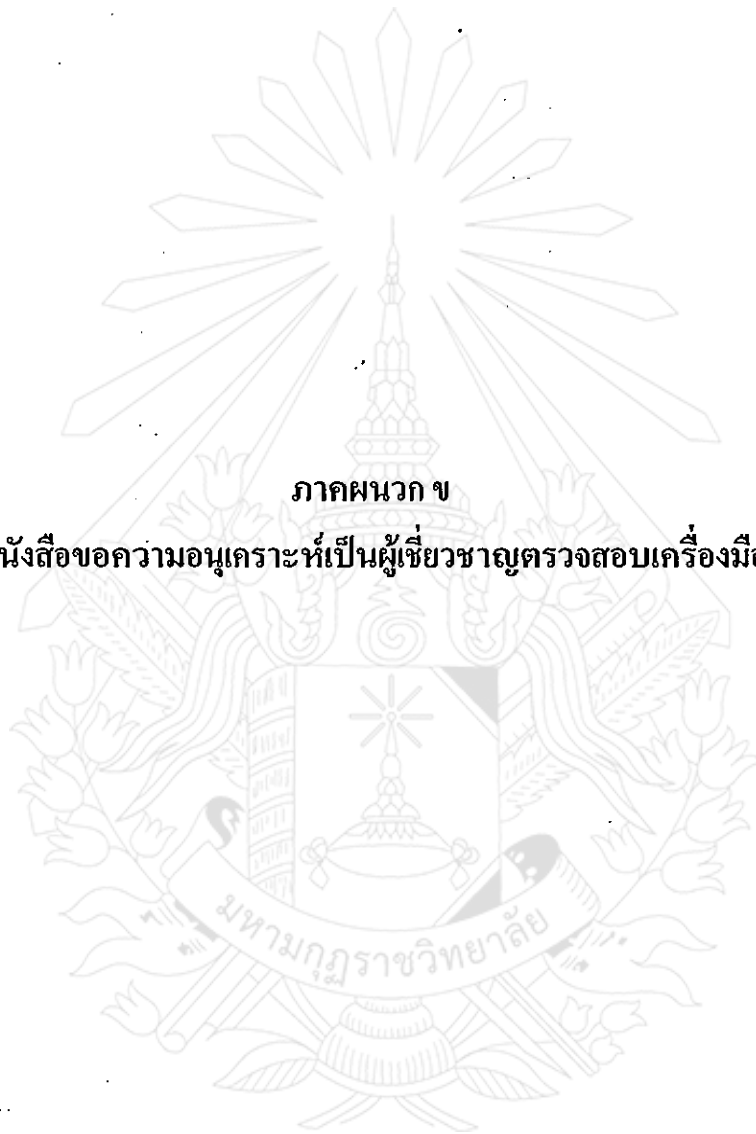 ภาคผนวก ข
นังสือขอความอนุเคราะห์เป็นผู้เชี่ยวชาญตรวจสอบเครื่องมือ
มหามกุฏราชวิทยาลัย